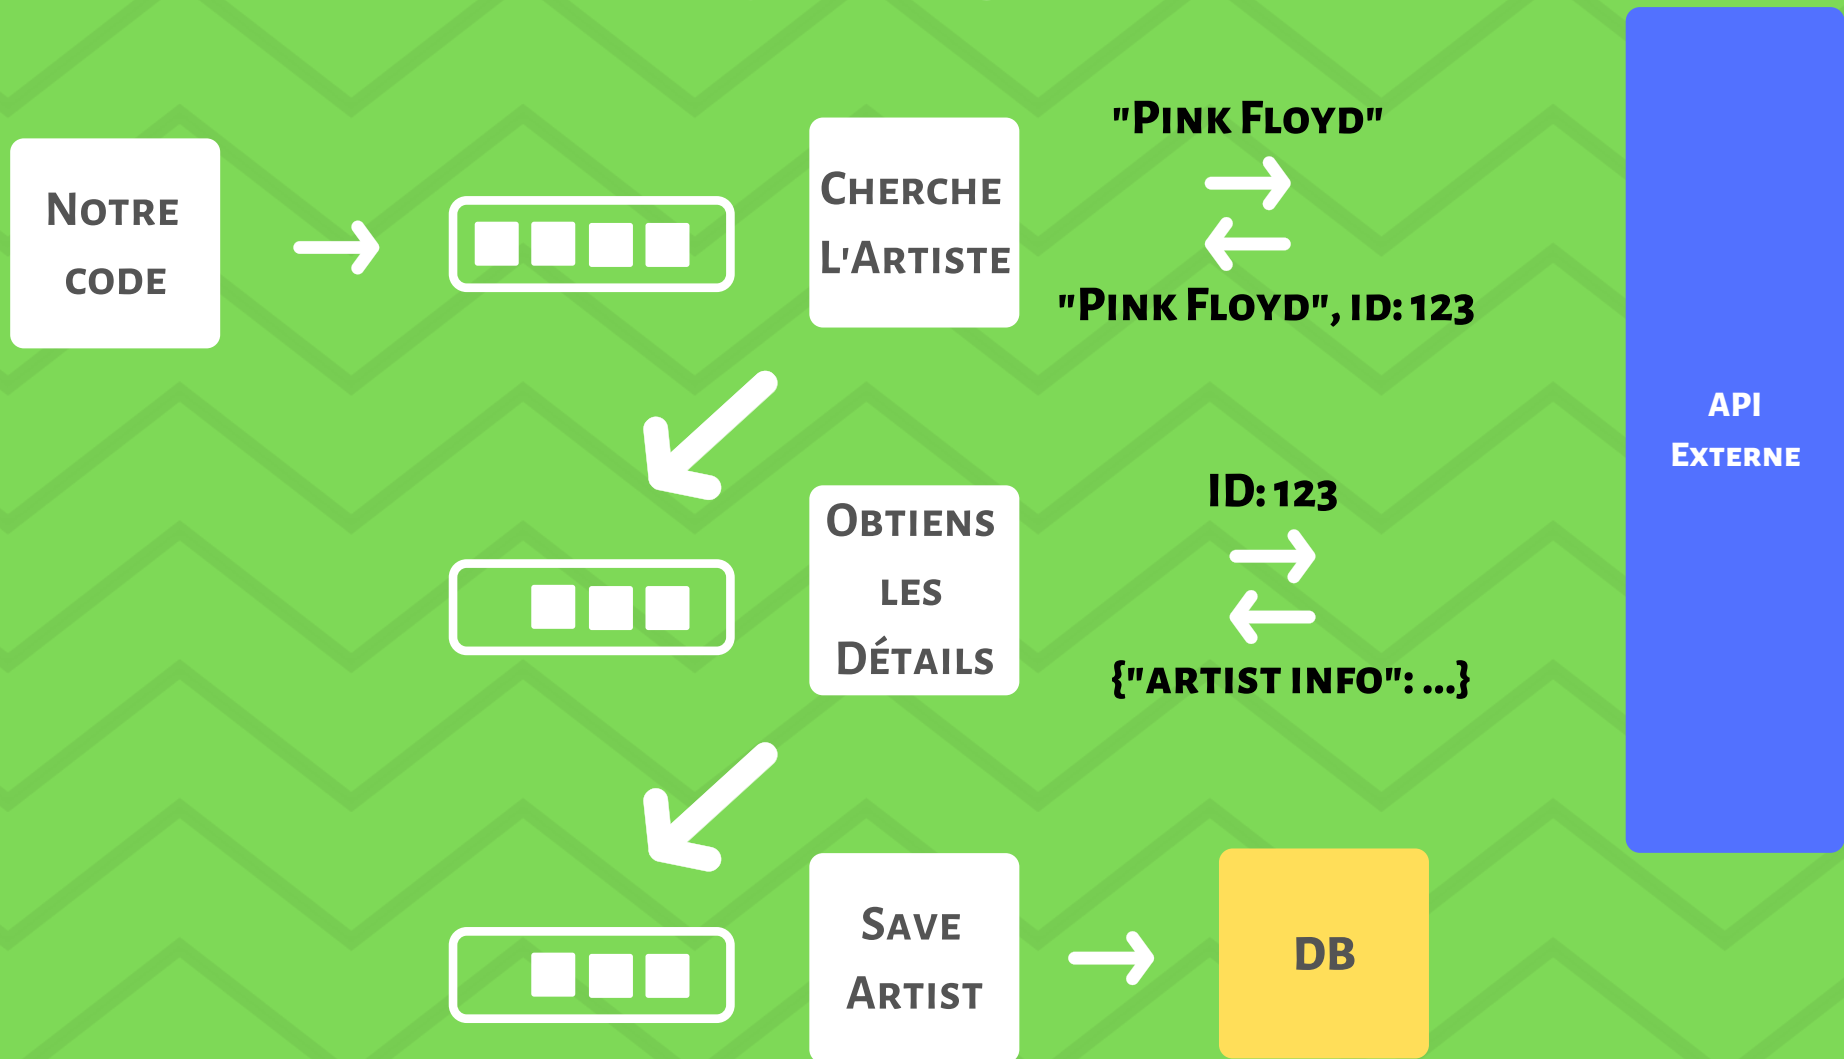 Notre
code
Cherche
L'Artiste
"Pink Floyd"
"Pink Floyd", id: 123
API
Externe
Obtiens
les
Détails
ID: 123
{"artist info": ...}
Save
Artist
DB